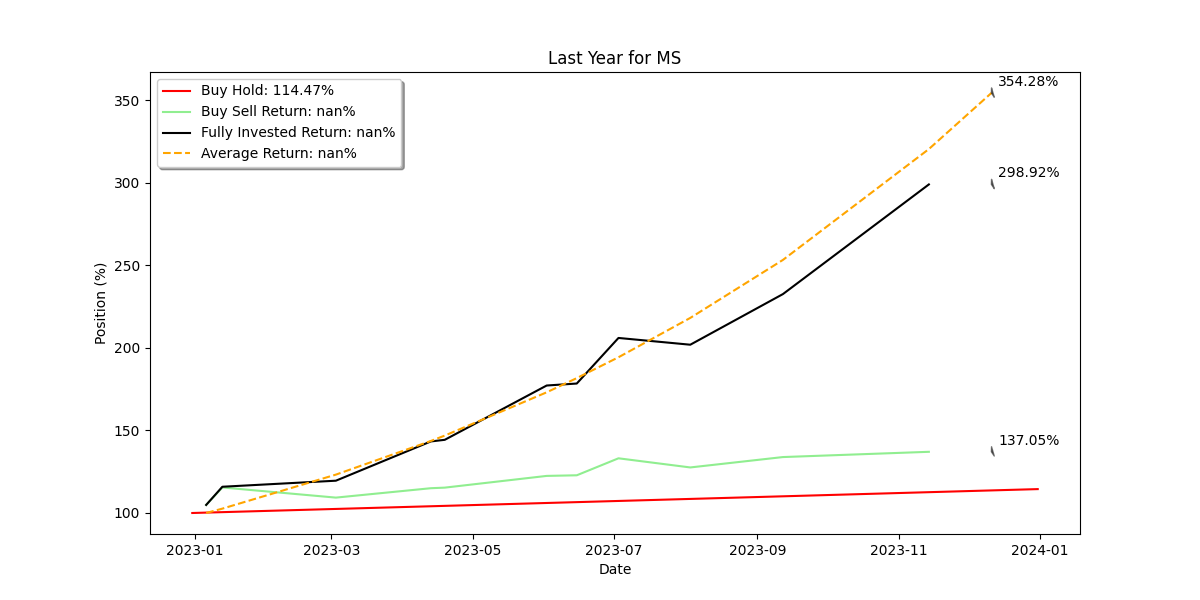 Last Year for MS
Buy Hold: 114.47%
Buy Sell Return: nan%
Fully Invested Return: nan%
Average Return: nan%
354.28%
298.92%
137.05%
Position (%)
350
300
250
200
150
100
2023-01
2023-03
2023-05
2023-07
2023-09
2023-11
2024-01
Date